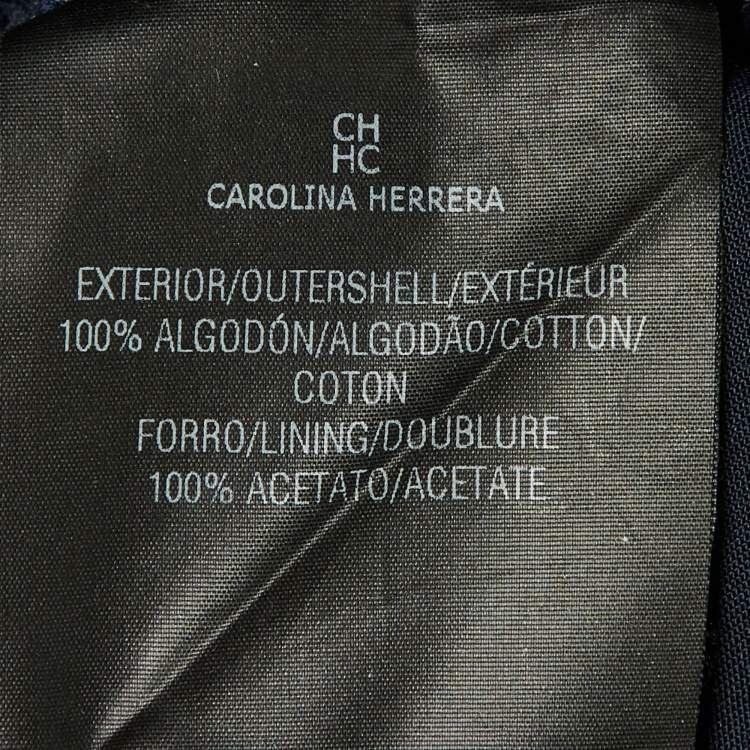 CH
HC
CAROLINA HERRERA
EXTERIOR/OUTERSHELL/EXTÉRIEUR
100% ALGODÓN/ALGODÃO/COTTON/
COTON
FORRO/LINING/DOUBLURE
100% ACETATO/ACETATE